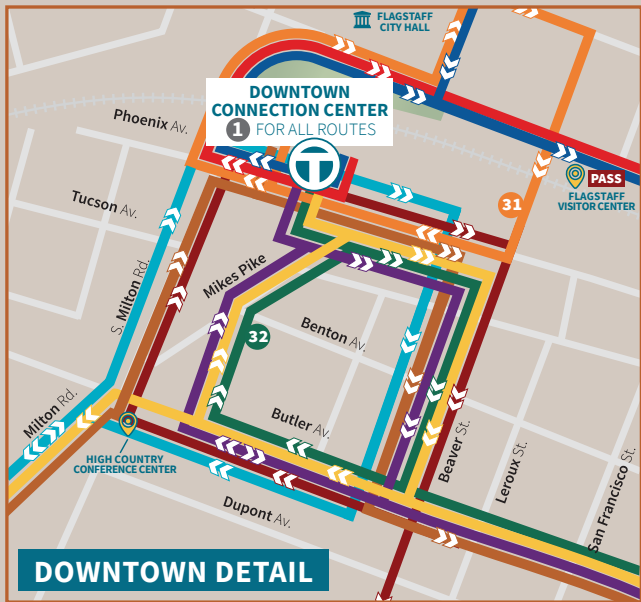 FLAGSTAFF
CITY HALL
DOWNTOWN
CONNECTION CENTER
1 FOR ALL ROUTES
Phoenix Av.
PASS
FLAGSTAFF
VISITOR CENTER
31
Tucson Av.
S. Milton Rd.
Mikes Pike
32
Benton Av.
Milton Rd.
Butler Av.
HIGH COUNTRY
CONFERENCE CENTER
Beaver St.
Leroux St.
San Francisco St.
Dupont Av.
DOWNTOWN DETAIL